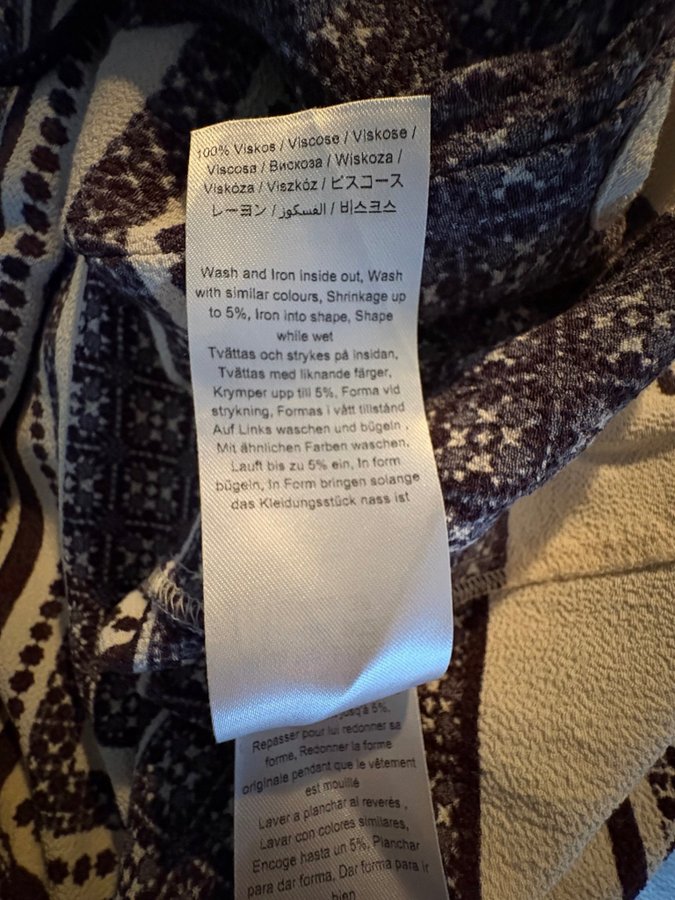 100% Viskos / Viscose / Viskose /
Viscosa / Вискоза / Wiskoza /
Viskóza / Viszkóz / ビスコース
レーヨン / الفسكوز / 비스코스
Wash and Iron inside out, Wash
with similar colours, Shrinkage up
to 5%, Iron into shape, Shape
while wet
Tvättas och strykes på insidan,
Tvättas med liknande färger,
Krymper upp till 5%, Forma vid
strykning, Formas i vått tillstånd
Auf Links waschen und bügeln ,
Mit ähnlichen Farben waschen,
Lauft bis zu 5% ein, In form
bügeln, In Form bringen solange
das Kleidungsstück nass ist
jusqu'à 5%,
Repasser pour lui redonner sa
forme, Redonner la forme
originale pendant que le vêtement
est mouillé
Laver a planchar al reverés ,
Lavar con colores similares,
Encoge hasta un 5%, Planchar
para dar forma, Dar forma para ir
bien